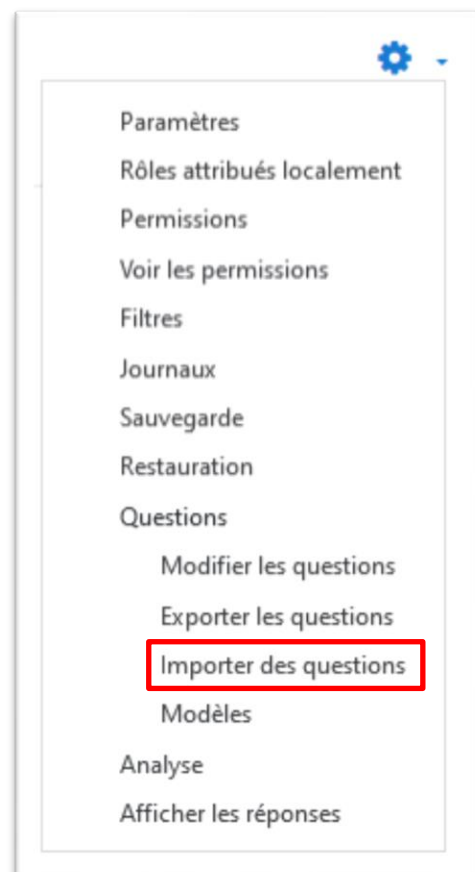 Paramètres
Rôles attribués localement
Permissions
Voir les permissions
Filtres
Journaux
Sauvegarde
Restauration
Questions
Modifier les questions
Exporter les questions
Importer des questions
Modèles
Analyse
Afficher les réponses